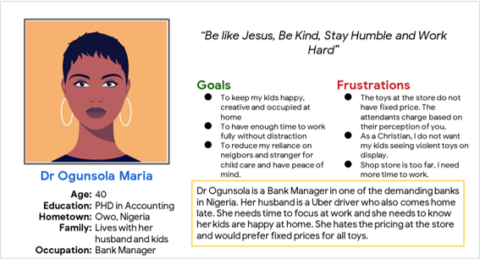 “Be like Jesus, Be Kind, Stay Humble and Work
Hard”
Goals
● To keep my kids happy,
creative and occupied at
home
● To have enough time to work
fully without distraction
● To reduce my reliance on
neigbors and stranger for
child care and have peace of
mind.
Frustrations
● The toys at the store do not
have fixed price. The
attendants charge based on
their perception of you.
● As a Christian, I do not want
my kids seeing violent toys on
display.
● Shop store is too far, I need
more time to work.
Dr Ogunsola Maria
Age: 40
Education: PHD in Accounting
Hometown: Owo, Nigeria
Family: Lives with her
husband and kids
Occupation: Bank Manager
Dr Ogunsola is a Bank Manager in one of the demanding banks
in Nigeria. Her husband is a Uber driver who also comes home
late. She needs time to focus at work and she needs to know
her kids are happy at home. She hates the pricing at the store
and would prefer fixed prices for all toys.